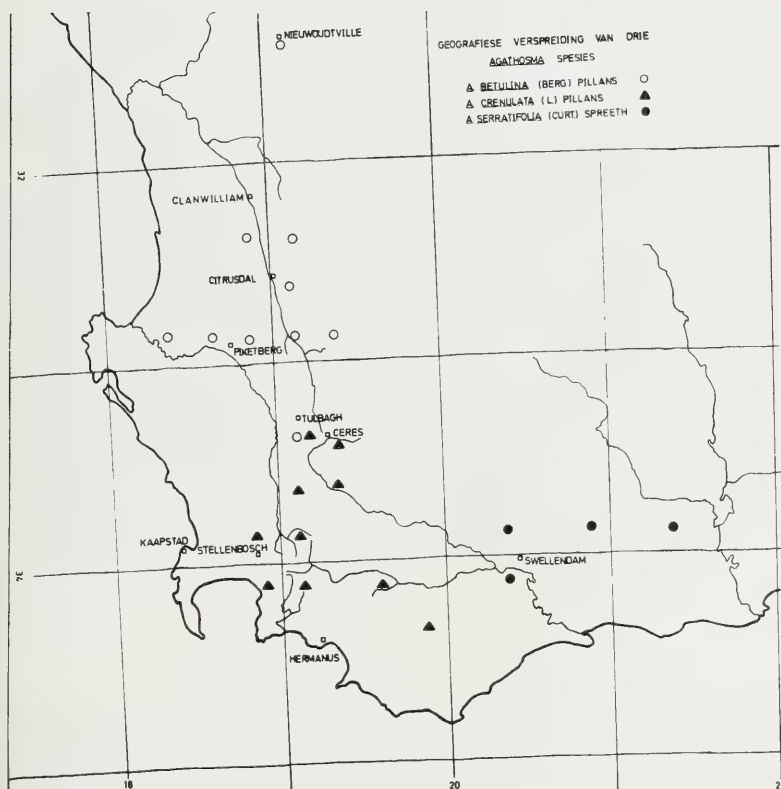 NIEUWOUDTVILLE
GEOGRAFIESE VERSPREIDING VAN DRIE
AGATHOSMA SPESIES
A BETULINA (BERG) PILLANS
A CRENULATA (L) PILLANS
A SERRATIFOLIA (CURT.) SPREETH
32
CLANWILLIAM
CITRUSDAL
PIKETBERG
TULBAGH
CERES
KAAPSTAD
STELLENBOSCH
SWELLENDAM
34
HERMANUS
18
20